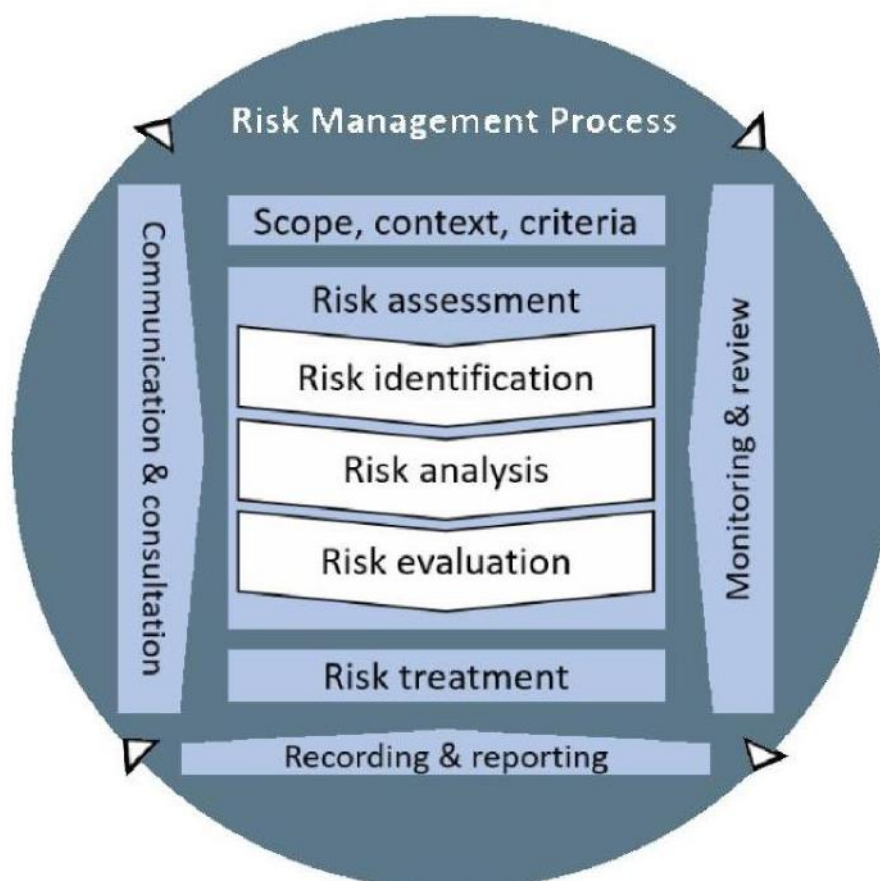 Risk Management Process
Scope, context, criteria
Risk assessment
Risk identification
Risk analysis
Risk evaluation
Risk treatment
Communication & consultation
Monitoring & review
Recording & reporting